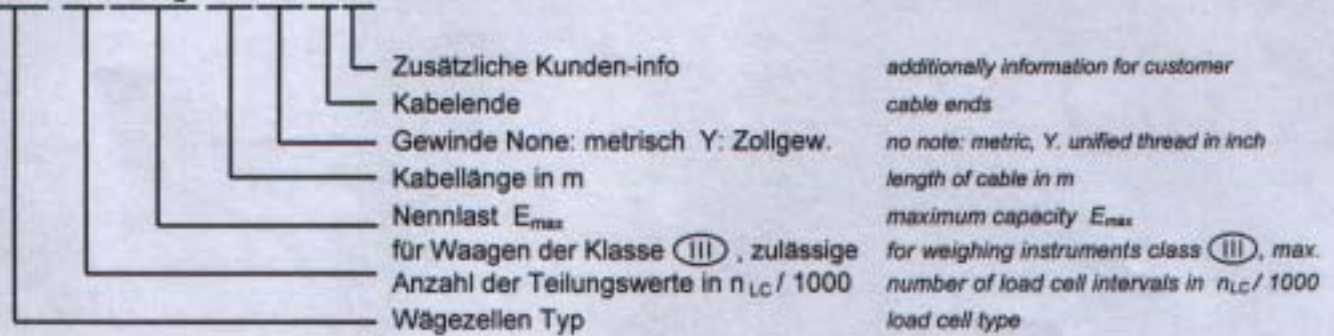 Zusätzliche Kunden-info additionally information for customer
Kabelende cable ends
Gewinde None: metrisch Y: Zollgew. no note: metric, Y. unified thread in inch
Kabellänge in m length of cable in m
Nennlast Emax maximum capacity Emax
für Waagen der Klasse III, zulässige for weighing instruments class III, max.
Anzahl der Teilungswerte in nLC / 1000 number of load cell intervals in nLC / 1000
Wägezellen Typ load cell type